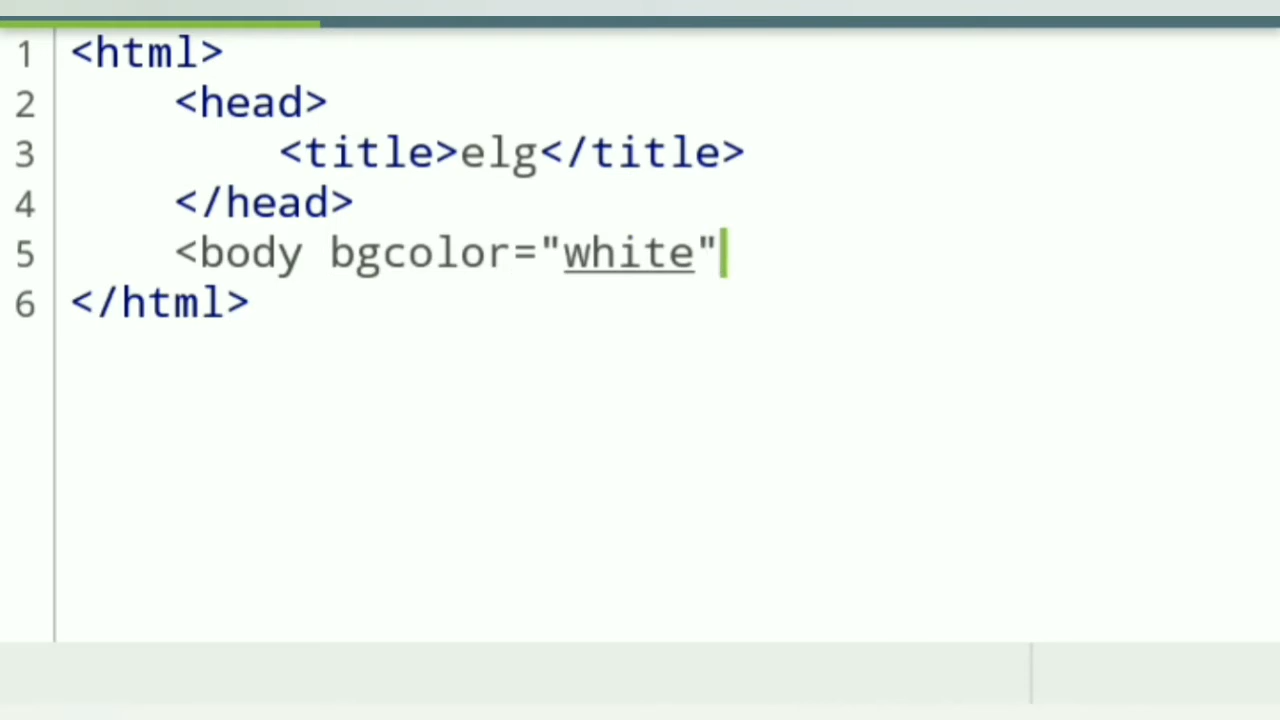 1 <html>
2 <head>
3 <title>elg</title>
4 </head>
5 <body bgcolor="white"
6 </html>